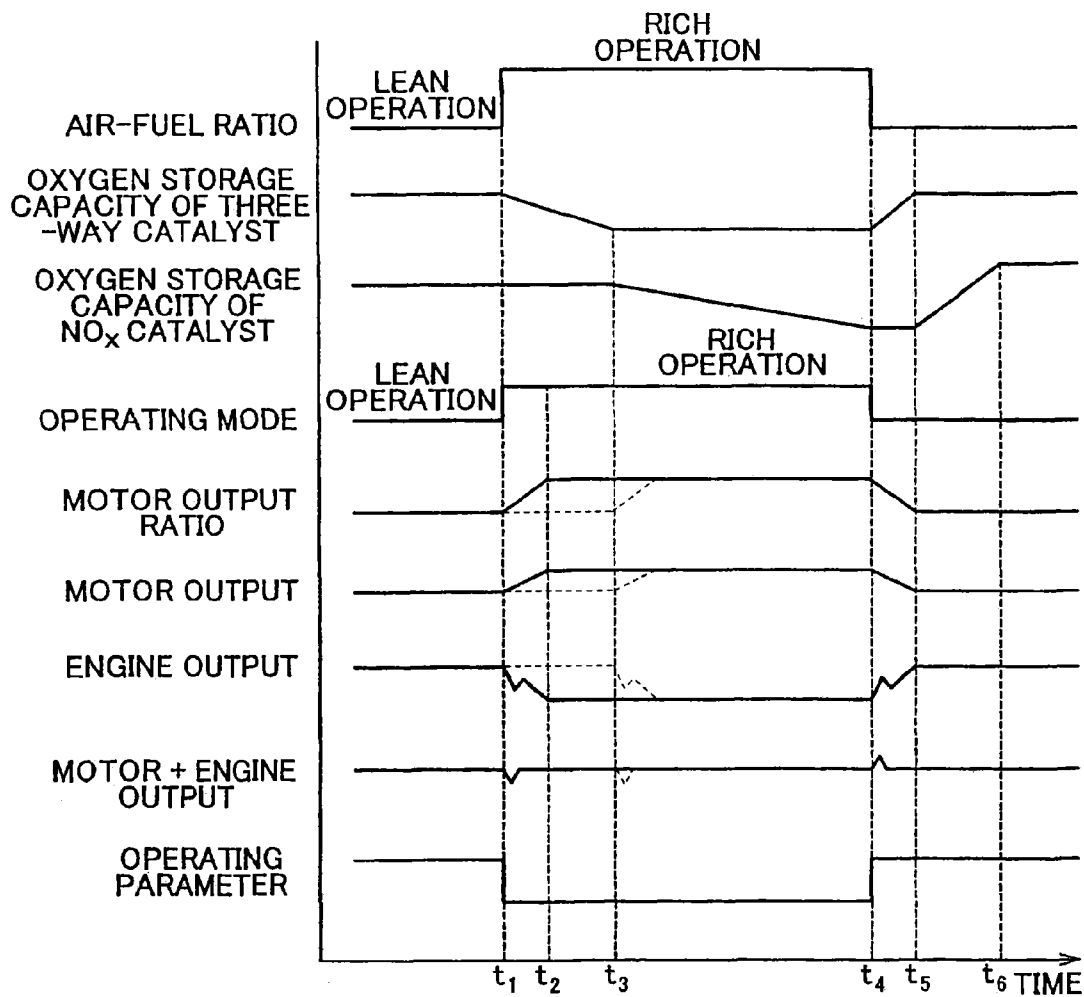 RICH
OPERATION
LEAN
OPERATION
AIR-FUEL RATIO
OXYGEN STORAGE
CAPACITY OF THREE
-WAY CATALYST
OXYGEN STORAGE
CAPACITY OF
NOX CATALYST
RICH
OPERATION
LEAN
OPERATION
OPERATING MODE
MOTOR OUTPUT
RATIO
MOTOR OUTPUT
ENGINE OUTPUT
MOTOR + ENGINE
OUTPUT
OPERATING
PARAMETER
t1 t2 t3 t4 t5 t6 TIME